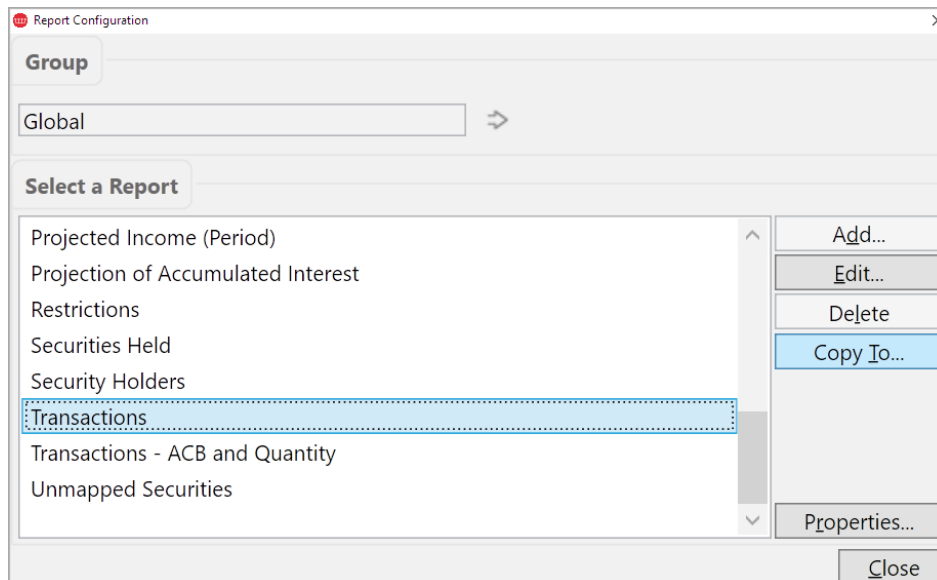 Report Configuration
Group
Global
Select a Report
Projected Income (Period)
Projection of Accumulated Interest
Restrictions
Securities Held
Security Holders
Transactions
Transactions - ACB and Quantity
Unmapped Securities
Add...
Edit...
Delete
Copy To...
Properties...
Close